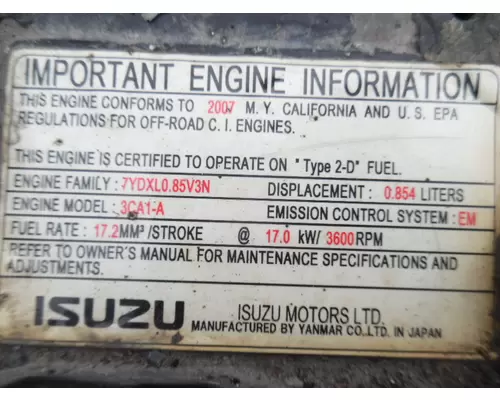 IMPORTANT ENGINE INFORMATION
THIS ENGINE CONFORMS TO 2007 M. Y. CALIFORNIA AND U. S. EPA
REGULATIONS FOR OFF-ROAD C. I. ENGINES.
THIS ENGINE IS CERTIFIED TO OPERATE ON "Type 2-D" FUEL.
ENGINE FAMILY : 7YDXL0.85V3N DISPLACEMENT : 0.854 LITERS
ENGINE MODEL : 3CA1-A EMISSION CONTROL SYSTEM : EM
FUEL RATE : 17.2MM³/STROKE @ 17.0 kW/ 3600RPM
REFER TO OWNER'S MANUAL FOR MAINTENANCE SPECIFICATIONS AND
ADJUSTMENTS.
ISUZU ISUZU MOTORS LTD.
MANUFACTURED BY YANMAR CO.,LTD. IN JAPAN